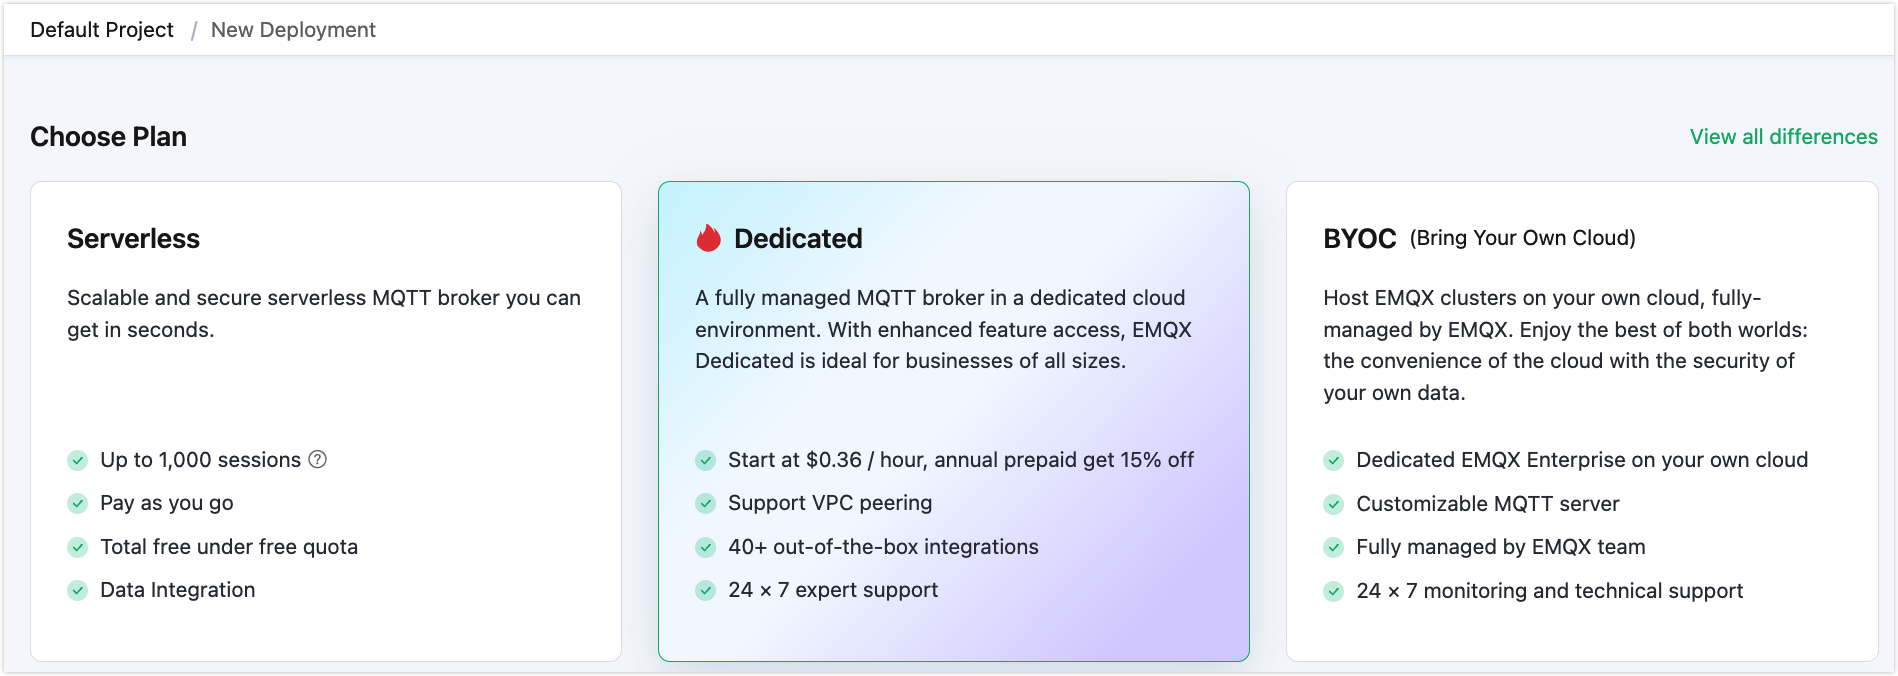 Default Project / New Deployment
Choose Plan
View all differences
Serverless
Scalable and secure serverless MQTT broker you can
get in seconds.
Up to 1,000 sessions ?
Pay as you go
Total free under free quota
Data Integration
Dedicated
A fully managed MQTT broker in a dedicated cloud
environment. With enhanced feature access, EMQX
Dedicated is ideal for businesses of all sizes.
Start at $0.36 / hour, annual prepaid get 15% off
Support VPC peering
40+ out-of-the-box integrations
24 × 7 expert support
BYOC (Bring Your Own Cloud)
Host EMQX clusters on your own cloud, fully-
managed by EMQX. Enjoy the best of both worlds:
the convenience of the cloud with the security of
your own data.
Dedicated EMQX Enterprise on your own cloud
Customizable MQTT server
Fully managed by EMQX team
24 × 7 monitoring and technical support